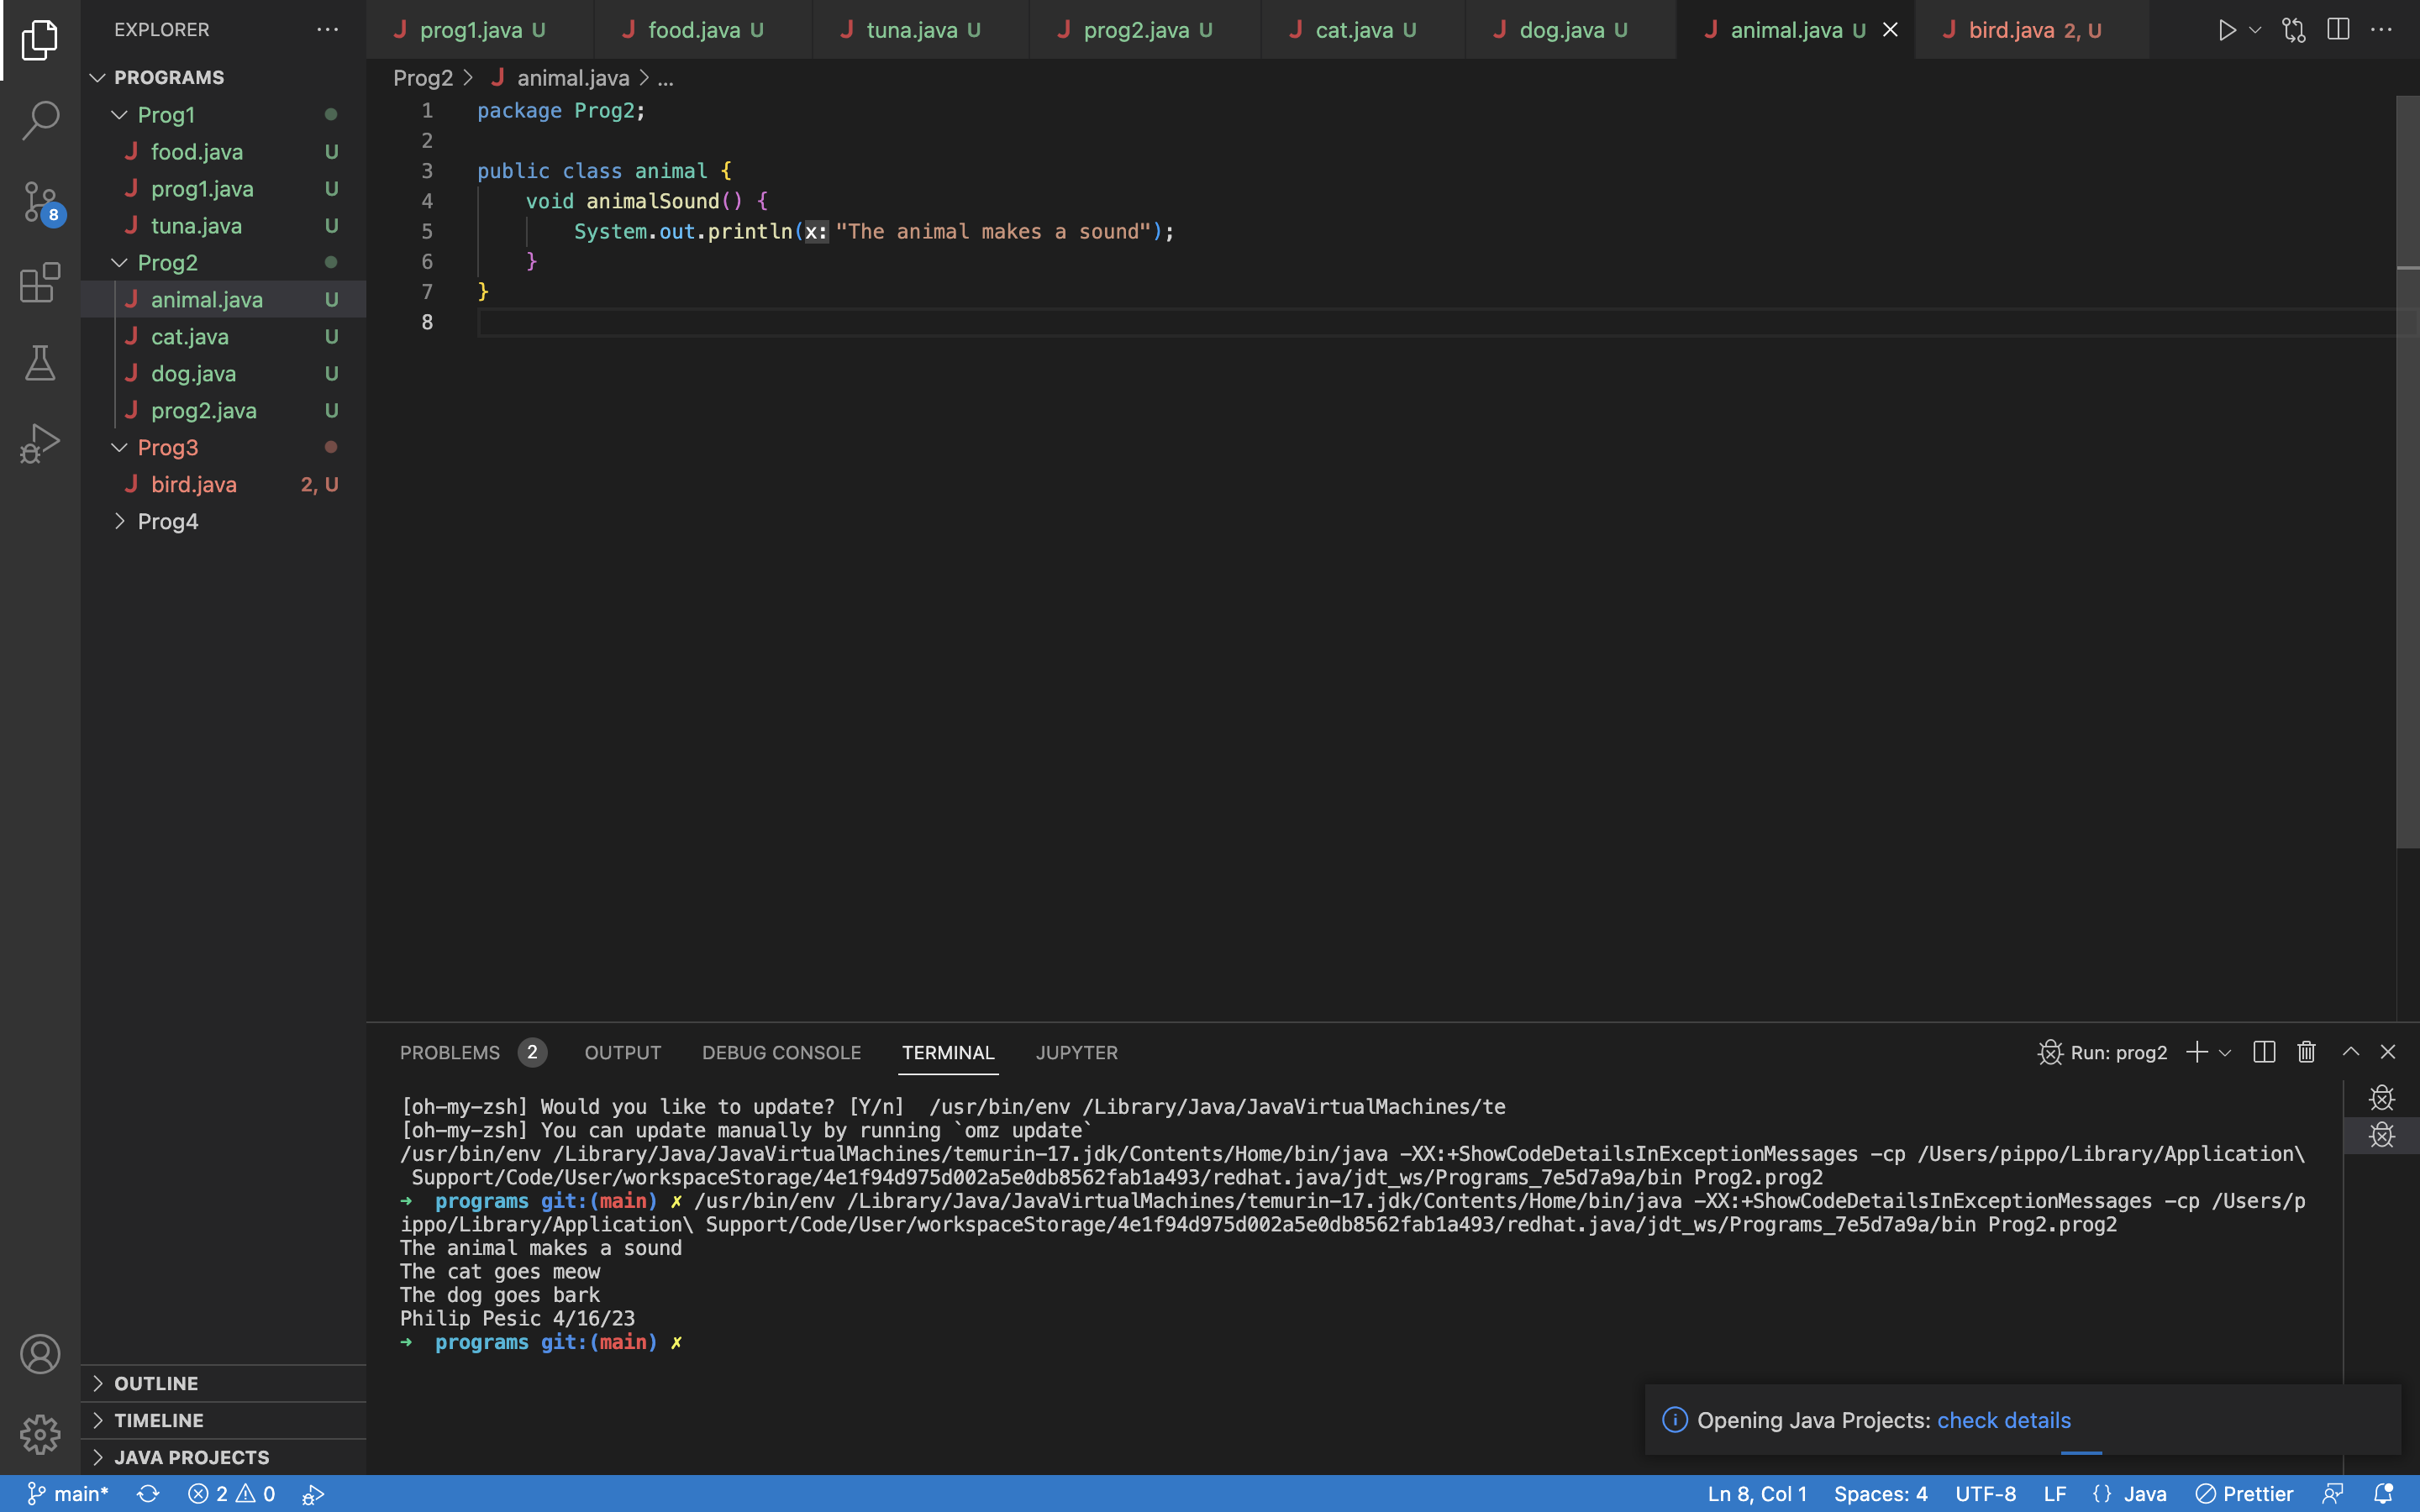 EXPLORER
PROGRAMS
Prog1
food.java U
prog1.java U
tuna.java U
Prog2
animal.java U
cat.java U
dog.java U
prog2.java U
Prog3
bird.java 2, U
Prog4
OUTLINE
TIMELINE
JAVA PROJECTS
8
prog1.java U food.java U tuna.java U prog2.java U cat.java U dog.java U animal.java U bird.java 2, U
Prog2 > animal.java > ...
1 package Prog2;
2
3 public class animal {
4 void animalSound() {
5 System.out.println(x: "The animal makes a sound");
6 }
7 }
8
PROBLEMS 2 OUTPUT DEBUG CONSOLE TERMINAL JUPYTER Run: prog2
[oh-my-zsh] Would you like to update? [Y/n]  /usr/bin/env /Library/Java/JavaVirtualMachines/te
[oh-my-zsh] You can update manually by running `omz update`
/usr/bin/env /Library/Java/JavaVirtualMachines/temurin-17.jdk/Contents/Home/bin/java -XX:+ShowCodeDetailsInExceptionMessages -cp /Users/pippo/Library/Application\
 Support/Code/User/workspaceStorage/4e1f94d975d002a5e0db8562fab1a493/redhat.java/jdt_ws/Programs_7e5d7a9a/bin Prog2.prog2
➜  programs git:(main) ✗ /usr/bin/env /Library/Java/JavaVirtualMachines/temurin-17.jdk/Contents/Home/bin/java -XX:+ShowCodeDetailsInExceptionMessages -cp /Users/p
ippo/Library/Application\ Support/Code/User/workspaceStorage/4e1f94d975d002a5e0db8562fab1a493/redhat.java/jdt_ws/Programs_7e5d7a9a/bin Prog2.prog2
The animal makes a sound
The cat goes meow
The dog goes bark
Philip Pesic 4/16/23
➜  programs git:(main) ✗
Opening Java Projects: check details
main* 2 0 Ln 8, Col 1 Spaces: 4 UTF-8 LF {} Java Prettier